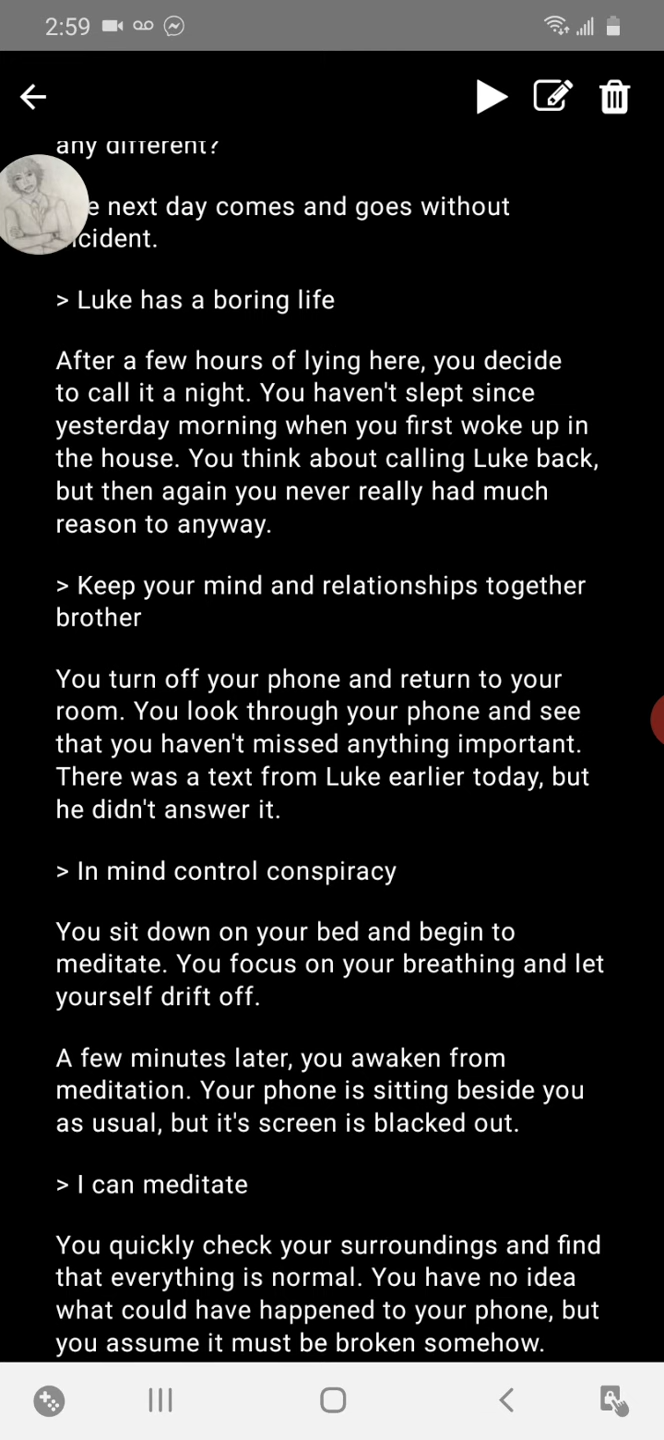 2:59
any different?
e next day comes and goes without
cident.
> Luke has a boring life
After a few hours of lying here, you decide
to call it a night. You haven't slept since
yesterday morning when you first woke up in
the house. You think about calling Luke back,
but then again you never really had much
reason to anyway.
> Keep your mind and relationships together
brother
You turn off your phone and return to your
room. You look through your phone and see
that you haven't missed anything important.
There was a text from Luke earlier today, but
he didn't answer it.
> In mind control conspiracy
You sit down on your bed and begin to
meditate. You focus on your breathing and let
yourself drift off.
A few minutes later, you awaken from
meditation. Your phone is sitting beside you
as usual, but it's screen is blacked out.
> I can meditate
You quickly check your surroundings and find
that everything is normal. You have no idea
what could have happened to your phone, but
you assume it must be broken somehow.